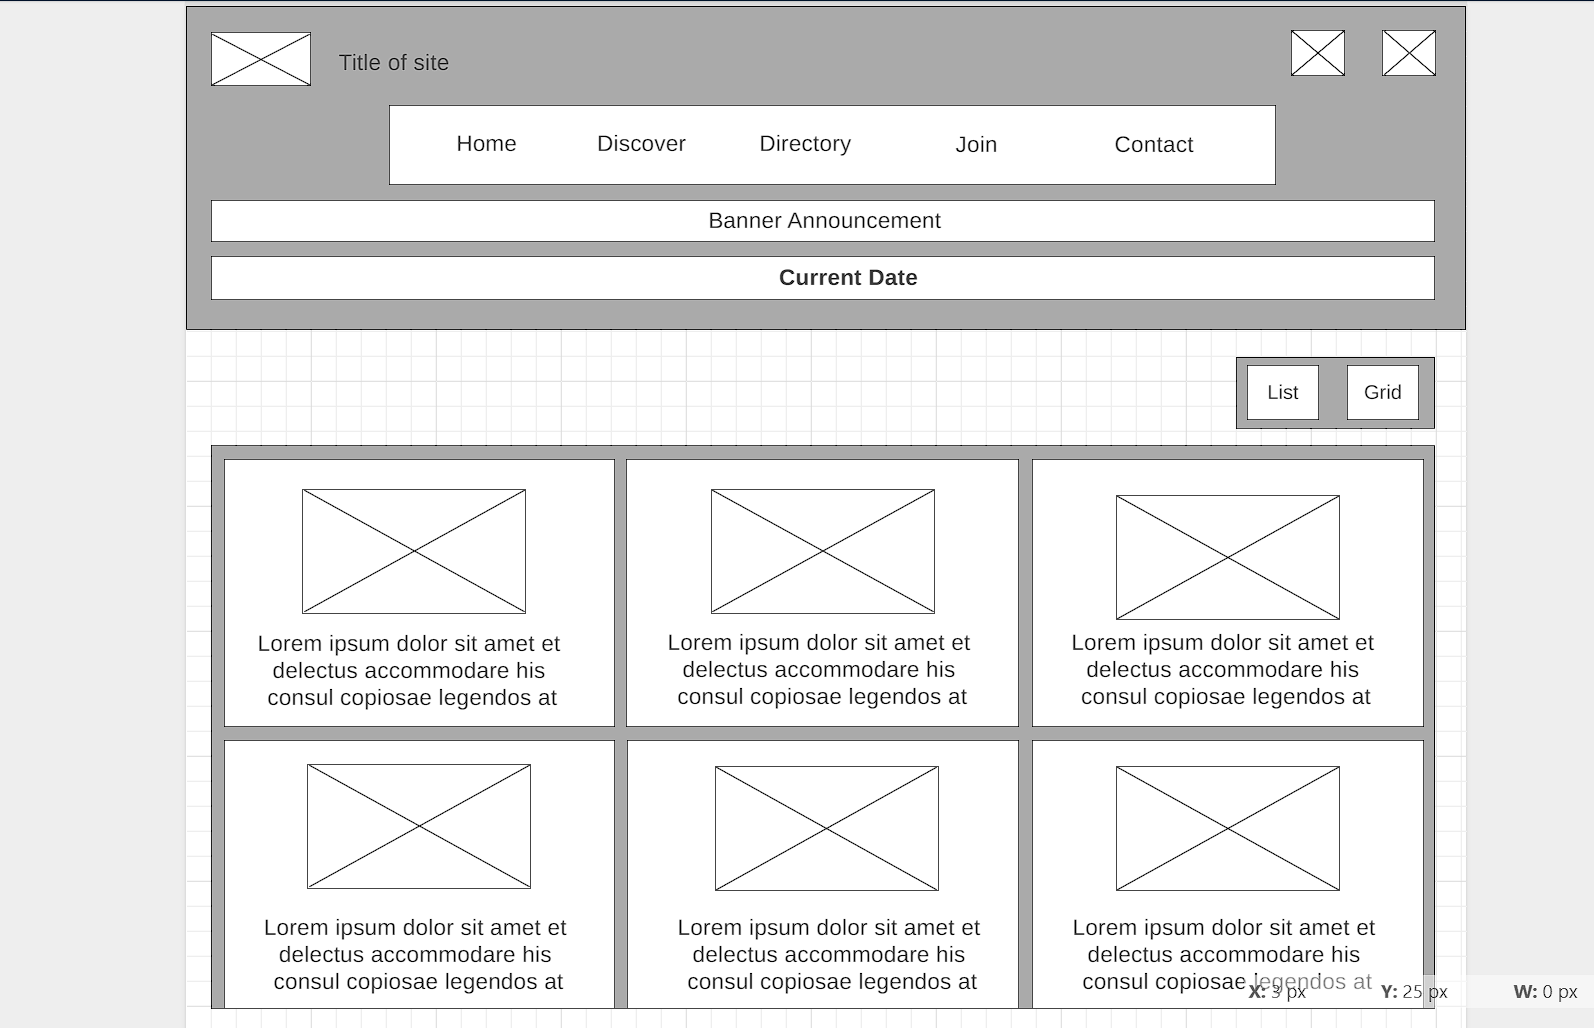 Title of site
Home Discover Directory Join Contact
Banner Announcement
Current Date
List Grid
Lorem ipsum dolor sit amet et
delectus accommodare his
consul copiosae legendos at
Lorem ipsum dolor sit amet et
delectus accommodare his
consul copiosae legendos at
Lorem ipsum dolor sit amet et
delectus accommodare his
consul copiosae legendos at
Lorem ipsum dolor sit amet et
delectus accommodare his
consul copiosae legendos at
Lorem ipsum dolor sit amet et
delectus accommodare his
consul copiosae legendos at
Lorem ipsum dolor sit amet et
delectus accommodare his
consul copiosae legendos at
X: 3 px Y: 25 px W: 0 px